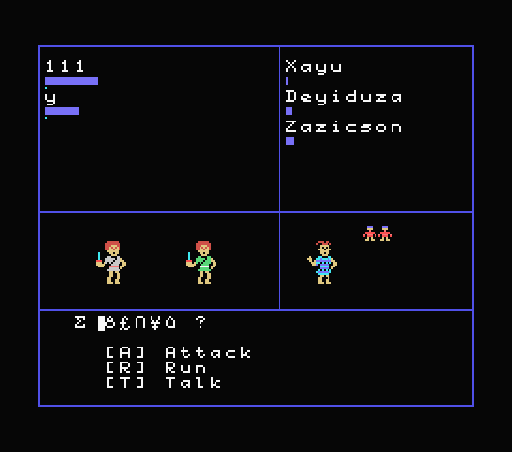 111
y
Xayu
Deyiduza
Zazicson
?
[A] Attack
[R] Run
[T] Talk